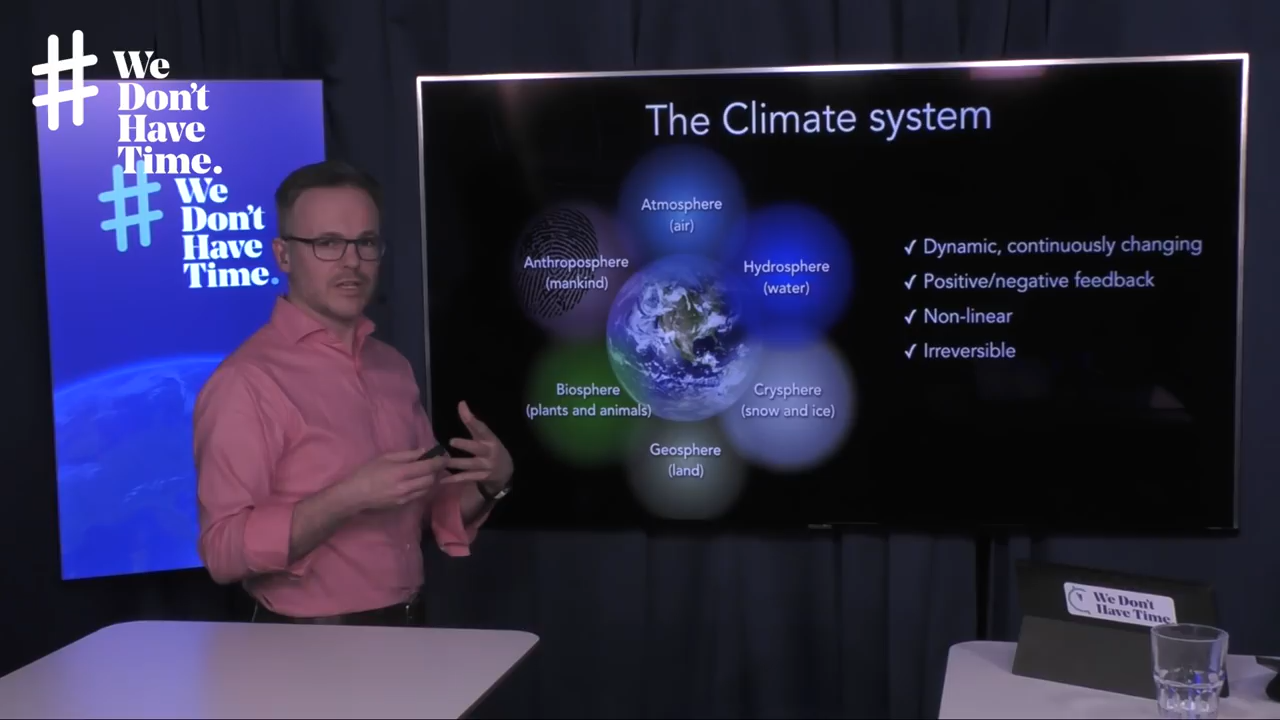 # We
Don't
Have
Time.
# We
Don't
Have
Time.
The Climate system
Atmosphere
(air)
Anthroposphere
(mankind)
Hydrosphere
(water)
Biosphere
(plants and animals)
Crysphere
(snow and ice)
Geosphere
(land)
✓ Dynamic, continuously changing
✓ Positive/negative feedback
✓ Non-linear
✓ Irreversible
We Don't
Have Time.